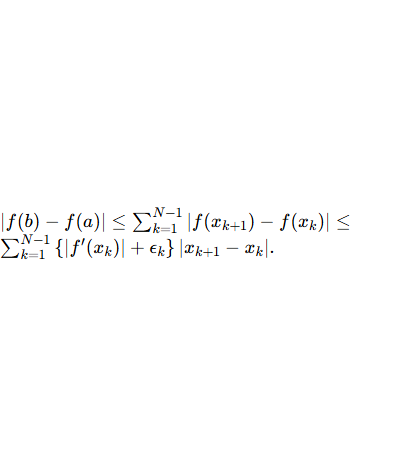 |f(b) − f(a)| ≤ ∑_{k=1}^{N−1} |f(x_{k+1}) − f(x_k)| ≤
∑_{k=1}^{N−1} {|f′(x_k)| + ϵ_k} |x_{k+1} − x_k|.